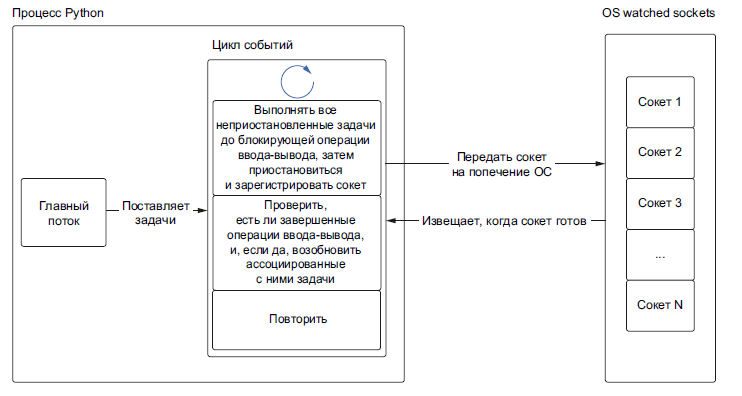 Процесс Python
OS watched sockets
Цикл событий
Выполнять все
неприостановленные задачи
до блокирующей операции
ввода-вывода, затем
приостановиться
и зарегистрировать сокет
Главный
поток
Поставляет
задачи
Проверить,
есть ли завершенные
операции ввода-вывода,
и, если да, возобновить
ассоциированные
с ними задачи
Повторить
Передать сокет
на попечение ОС
Извещает, когда сокет готов
Сокет 1
Сокет 2
Сокет 3
...
Сокет N